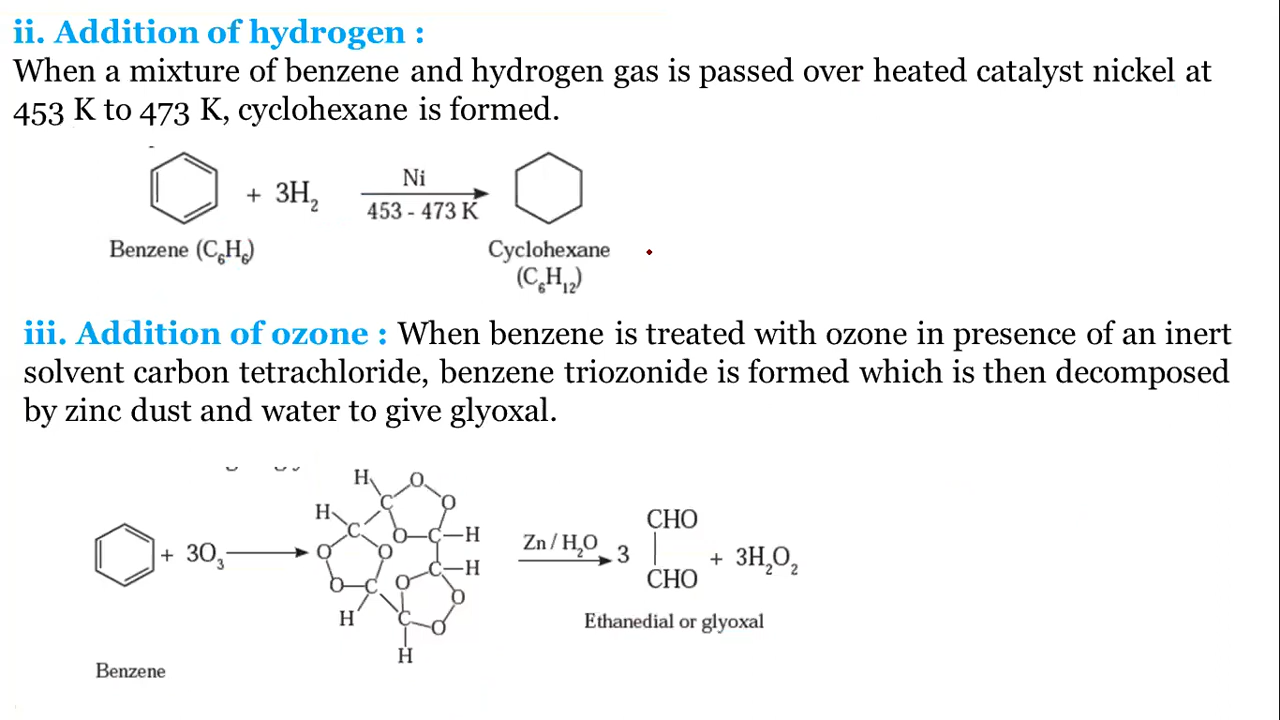 ii. Addition of hydrogen :
When a mixture of benzene and hydrogen gas is passed over heated catalyst nickel at
453 K to 473 K, cyclohexane is formed.
+ 3H₂
Ni
453 - 473 K
Benzene (C₆H₆)
Cyclohexane
(C₆H₁₂)
iii. Addition of ozone : When benzene is treated with ozone in presence of an inert
solvent carbon tetrachloride, benzene triozonide is formed which is then decomposed
by zinc dust and water to give glyoxal.
H O
H C O
C O C H
+ 3O₃ O O C H
O C O O
H C O
H
Zn / H₂O
3
CHO
CHO
+ 3H₂O₂
Ethanedial or glyoxal
Benzene